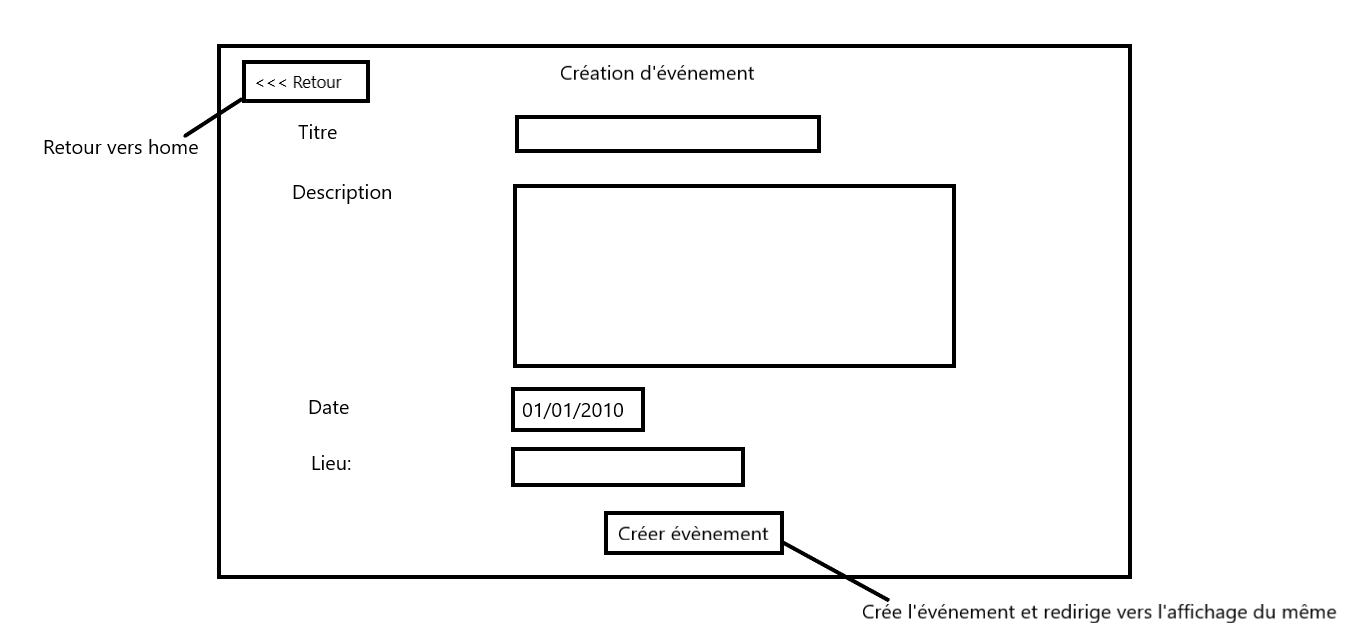 Création d'événement
<<< Retour
Retour vers home
Titre
Description
Date
01/01/2010
Lieu:
Créer évènement
Crée l'événement et redirige vers l'affichage du même